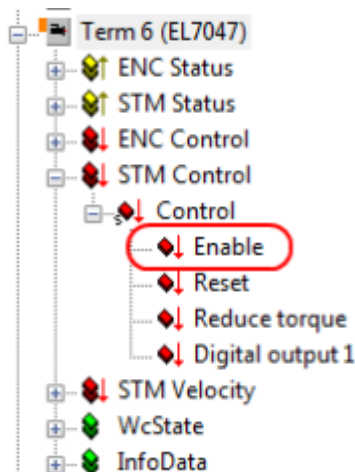 Term 6 (EL7047)
ENC Status
STM Status
ENC Control
STM Control
Control
Enable
Reset
Reduce torque
Digital output 1
STM Velocity
WcState
InfoData